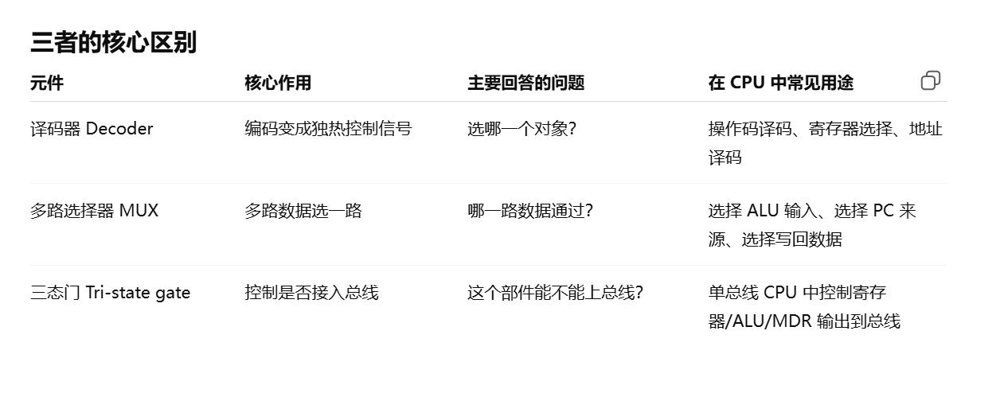 三者的核心区别
元件 核心作用 主要回答的问题 在 CPU 中常见用途
译码器 Decoder 编码变成独热控制信号 选哪一个对象？ 操作码译码、寄存器选择、地址
译码
多路选择器 MUX 多路数据选一路 哪一路数据通过？ 选择 ALU 输入、选择 PC 来
源、选择写回数据
三态门 Tri-state gate 控制是否接入总线 这个部件能不能上总线？ 单总线 CPU 中控制寄存
器/ALU/MDR 输出到总线